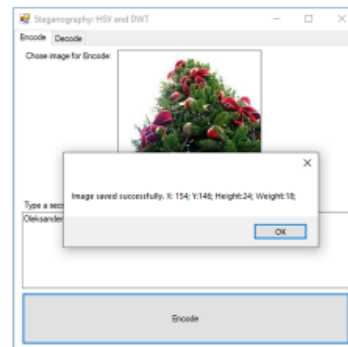 Steganography: HSV and DWT
Encode Decode
Chose image for Encode:
Image saved successfully. X: 154; Y:146; Height:24; Weight:18;
Type a sec
Oleksander
OK
Encode